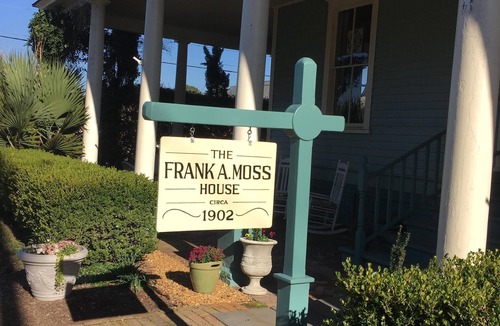 THE
FRANK A. MOSS
HOUSE
CIRCA
1902